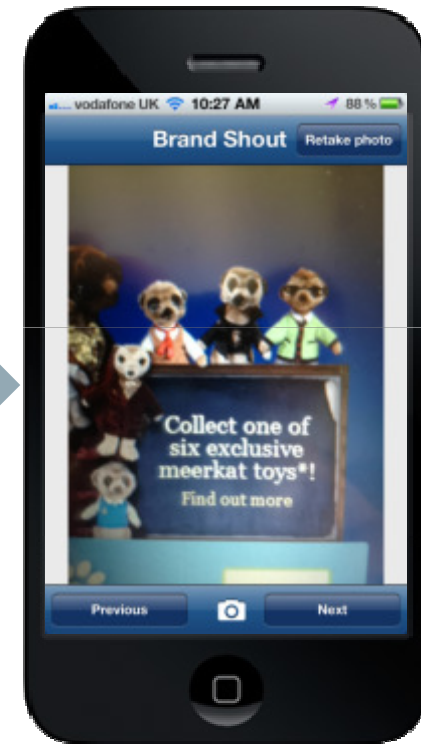 vodafone UK 10:27 AM 88%
Brand Shout Retake photo
Collect one of
six exclusive
meerkat toys*!
Find out more
Previous Next